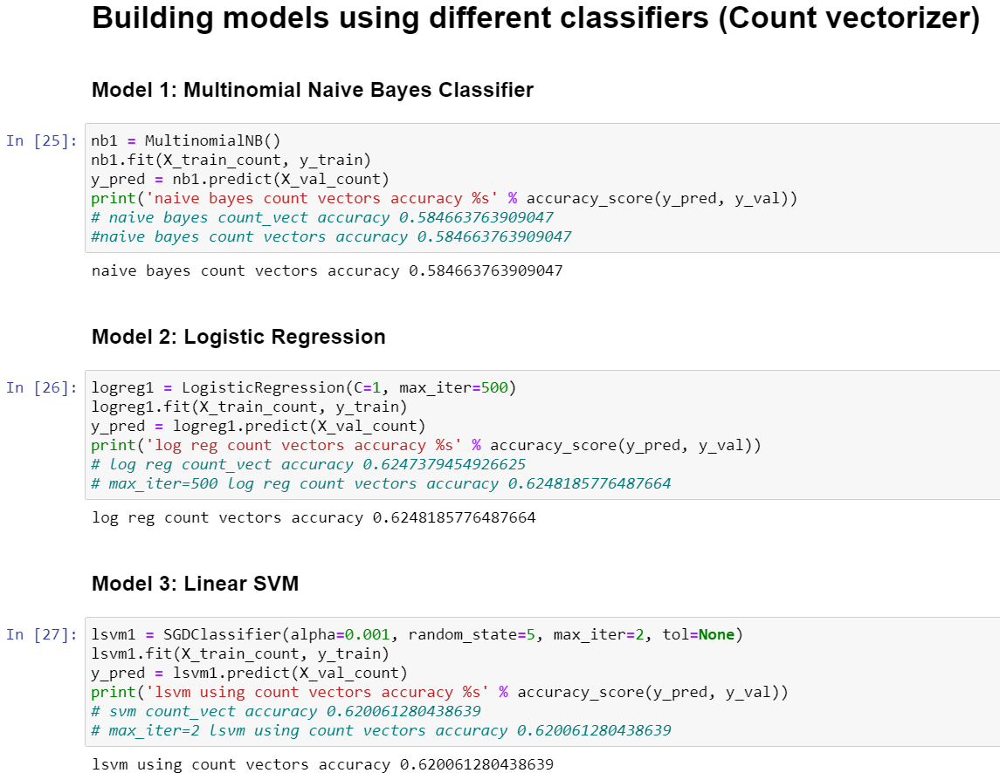 Building models using different classifiers (Count vectorizer)
Model 1: Multinomial Naive Bayes Classifier
In [25]: nb1 = MultinomialNB()
nb1.fit(X_train_count, y_train)
y_pred = nb1.predict(X_val_count)
print('naive bayes count vectors accuracy %s' % accuracy_score(y_pred, y_val))
# naive bayes count_vect accuracy 0.584663763909047
#naive bayes count vectors accuracy 0.584663763909047
naive bayes count vectors accuracy 0.584663763909047
Model 2: Logistic Regression
In [26]: logreg1 = LogisticRegression(C=1, max_iter=500)
logreg1.fit(X_train_count, y_train)
y_pred = logreg1.predict(X_val_count)
print('log reg count vectors accuracy %s' % accuracy_score(y_pred, y_val))
# log reg count_vect accuracy 0.6247379454926625
# max_iter=500 log reg count vectors accuracy 0.6248185776487664
log reg count vectors accuracy 0.6248185776487664
Model 3: Linear SVM
In [27]: lsvm1 = SGDClassifier(alpha=0.001, random_state=5, max_iter=2, tol=None)
lsvm1.fit(X_train_count, y_train)
y_pred = lsvm1.predict(X_val_count)
print('lsvm using count vectors accuracy %s' % accuracy_score(y_pred, y_val))
# svm count_vect accuracy 0.620061280438639
# max_iter=2 lsvm using count vectors accuracy 0.620061280438639
lsvm using count vectors accuracy 0.620061280438639